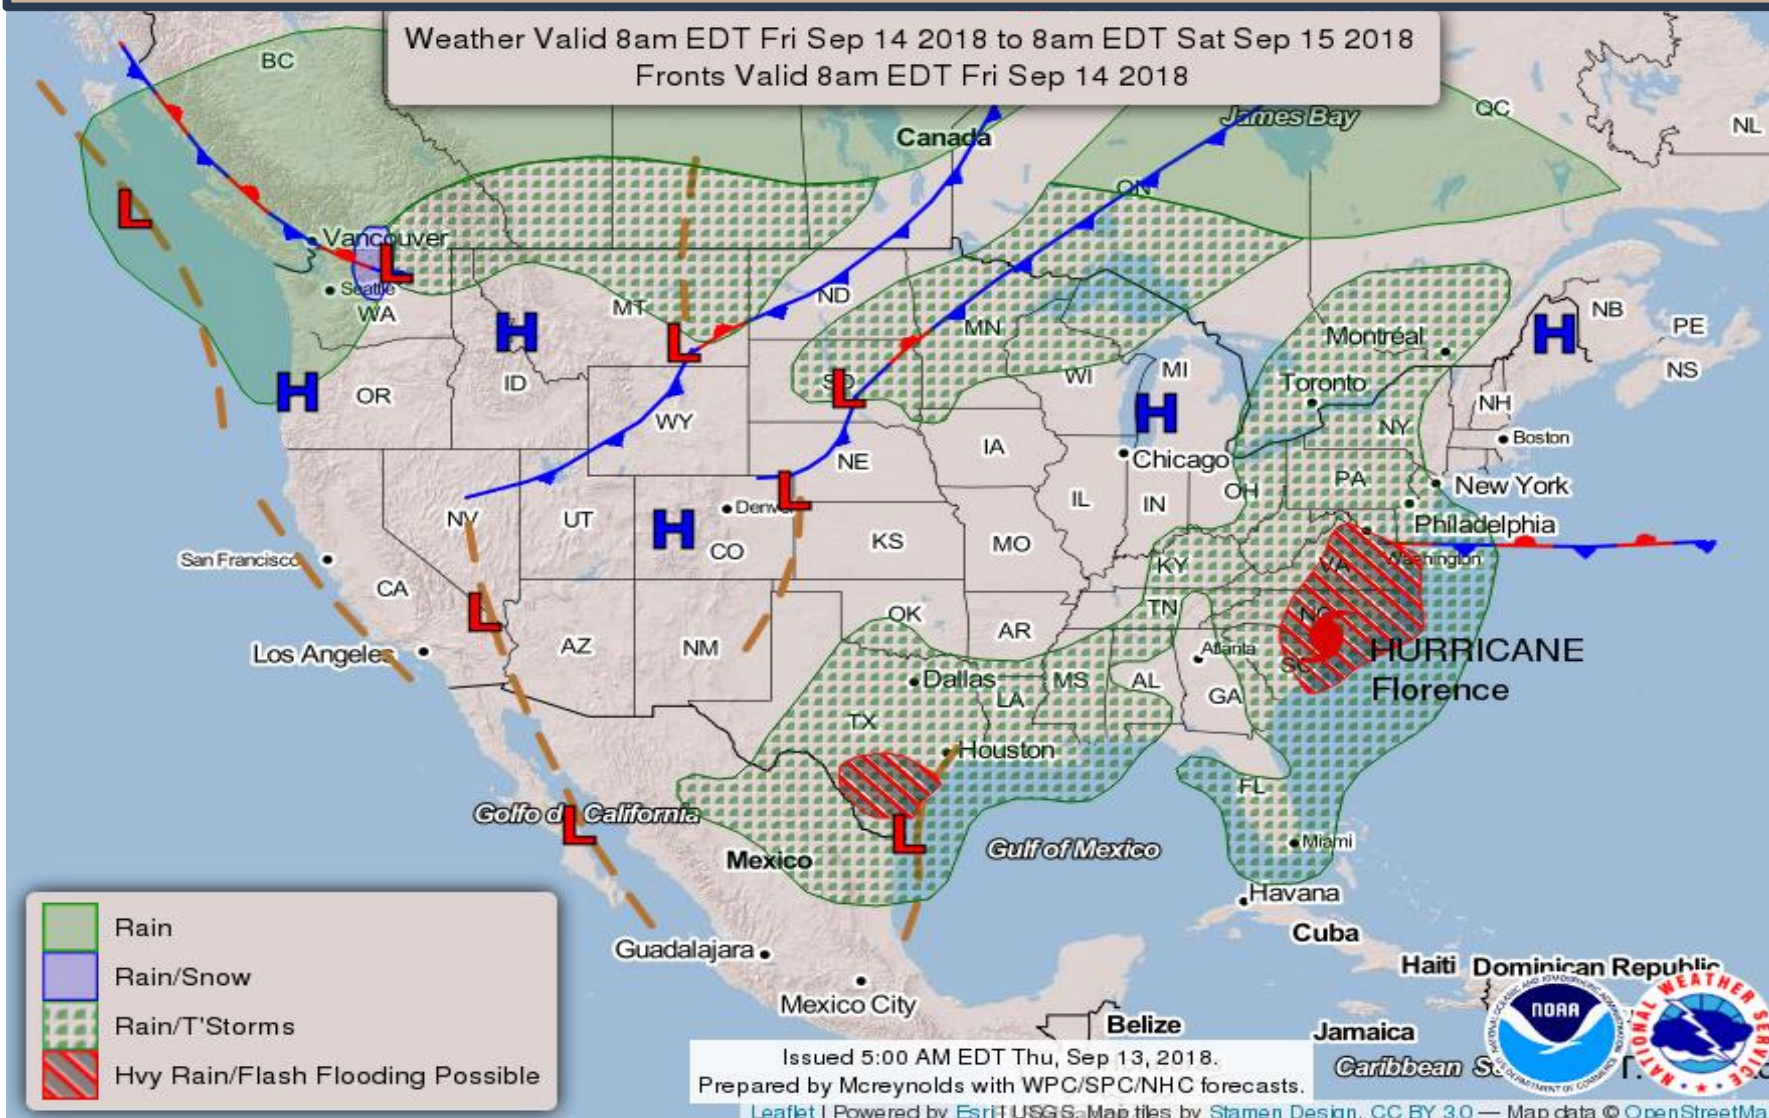 Weather Valid 8am EDT Fri Sep 14 2018 to 8am EDT Sat Sep 15 2018
Fronts Valid 8am EDT Fri Sep 14 2018
BC
Canada
James Bay
QC
NL
ON
Vancouver
L
L
Seattle
WA
MT
ND
MN
H
L
Montréal
H
NB
PE
NS
H
OR
ID
WY
SD
L
WI
MI
H
Toronto
NH
Boston
NY
NE
IA
Chicago
L
NV
UT
H
Denver
CO
KS
MO
IL
IN
OH
PA
New York
Philadelphia
Washington
San Francisco
CA
L
KY
VA
TN
NC
OK
AR
Los Angeles
AZ
NM
Atlanta
SC
HURRICANE
Florence
Dallas
LA
MS
AL
GA
TX
Houston
FL
Golfo de California
L
L
Gulf of Mexico
Miami
Mexico
Havana
Cuba
Guadalajara
Mexico City
Haiti
Dominican Republic
Belize
Jamaica
Rain
Rain/Snow
Rain/T'Storms
Hvy Rain/Flash Flooding Possible
Issued 5:00 AM EDT Thu, Sep 13, 2018.
Prepared by Mcreynolds with WPC/SPC/NHC forecasts.
Caribbean
NOAA
NATIONAL WEATHER SERVICE
Leaflet | Powered by Esri | USGS, Map tiles by Stamen Design, CC BY 3.0 — Map data © OpenStreetMa